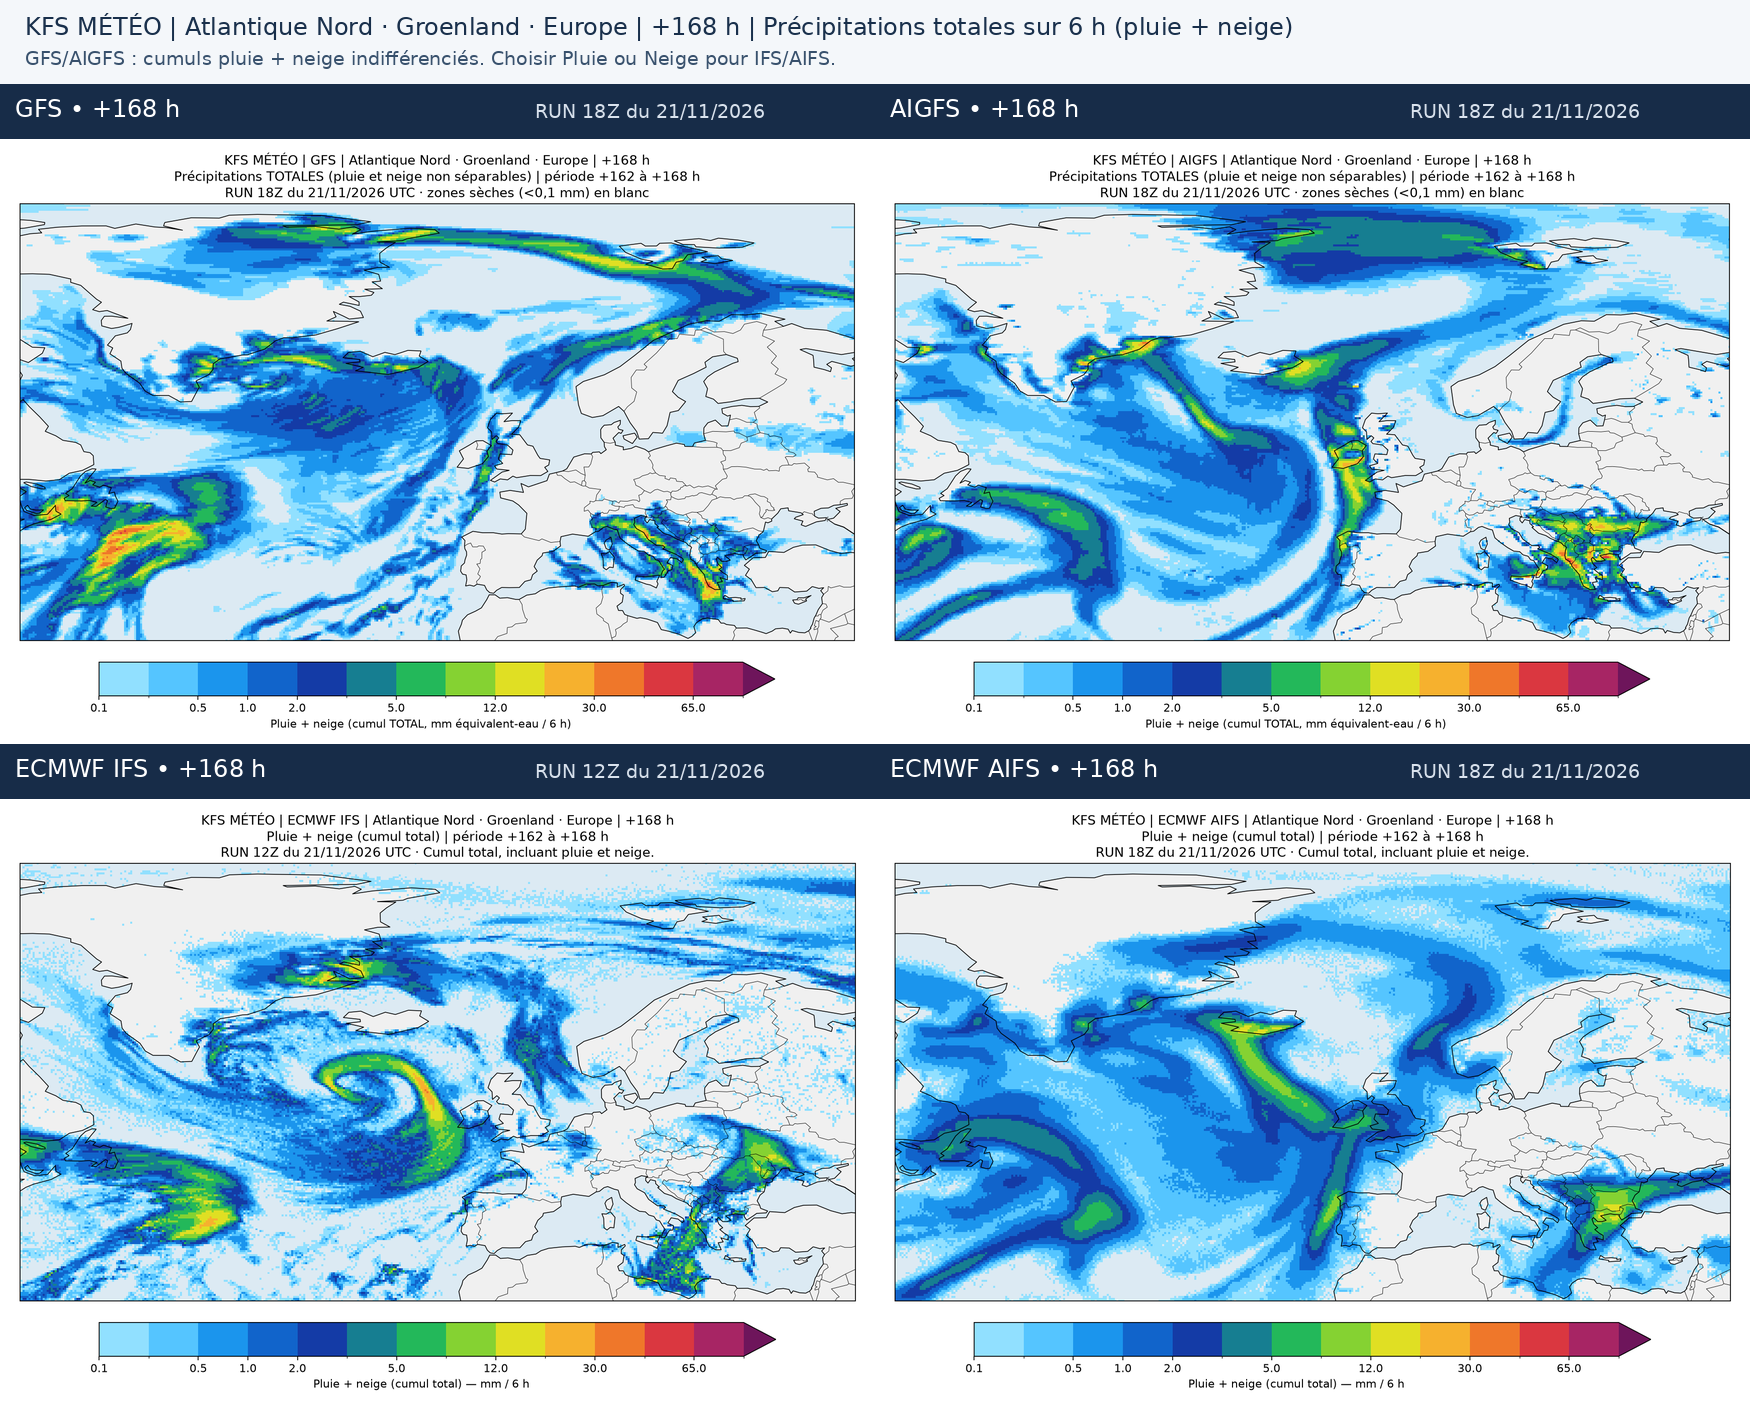 KFS MÉTÉO | Atlantique Nord · Groenland · Europe | +168 h | Précipitations totales sur 6 h (pluie + neige)
GFS/AIGFS : cumuls pluie + neige indifférenciés. Choisir Pluie ou Neige pour IFS/AIFS.
GFS • +168 h
RUN 18Z du 21/11/2026
AIGFS • +168 h
RUN 18Z du 21/11/2026
KFS MÉTÉO | GFS | Atlantique Nord · Groenland · Europe | +168 h
Précipitations TOTALES (pluie et neige non séparables) | période +162 à +168 h
RUN 18Z du 21/11/2026 UTC · zones sèches (<0,1 mm) en blanc
KFS MÉTÉO | AIGFS | Atlantique Nord · Groenland · Europe | +168 h
Précipitations TOTALES (pluie et neige non séparables) | période +162 à +168 h
RUN 18Z du 21/11/2026 UTC · zones sèches (<0,1 mm) en blanc
0.1 0.5 1.0 2.0 5.0 12.0 30.0 65.0
Pluie + neige (cumul TOTAL, mm équivalent-eau / 6 h)
0.1 0.5 1.0 2.0 5.0 12.0 30.0 65.0
Pluie + neige (cumul TOTAL, mm équivalent-eau / 6 h)
ECMWF IFS • +168 h
RUN 12Z du 21/11/2026
ECMWF AIFS • +168 h
RUN 18Z du 21/11/2026
KFS MÉTÉO | ECMWF IFS | Atlantique Nord · Groenland · Europe | +168 h
Pluie + neige (cumul total) | période +162 à +168 h
RUN 12Z du 21/11/2026 UTC · Cumul total, incluant pluie et neige.
KFS MÉTÉO | ECMWF AIFS | Atlantique Nord · Groenland · Europe | +168 h
Pluie + neige (cumul total) | période +162 à +168 h
RUN 18Z du 21/11/2026 UTC · Cumul total, incluant pluie et neige.
0.1 0.5 1.0 2.0 5.0 12.0 30.0 65.0
Pluie + neige (cumul total) — mm / 6 h
0.1 0.5 1.0 2.0 5.0 12.0 30.0 65.0
Pluie + neige (cumul total) — mm / 6 h